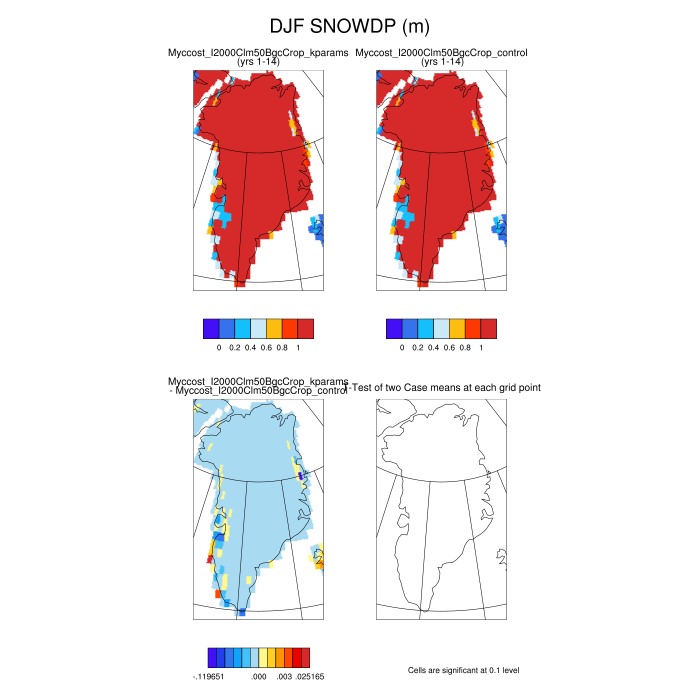 DJF SNOWDP (m)
Myccost_I2000Clm50BgcCrop_kparams
(yrs 1-14)
Myccost_I2000Clm50BgcCrop_control
(yrs 1-14)
0 0.2 0.4 0.6 0.8 1
0 0.2 0.4 0.6 0.8 1
Myccost_I2000Clm50BgcCrop_kparams
- Myccost_I2000Clm50BgcCrop_control
T-Test of two Case means at each grid point
-.119651 .000 .003 .025165
Cells are significant at 0.1 level